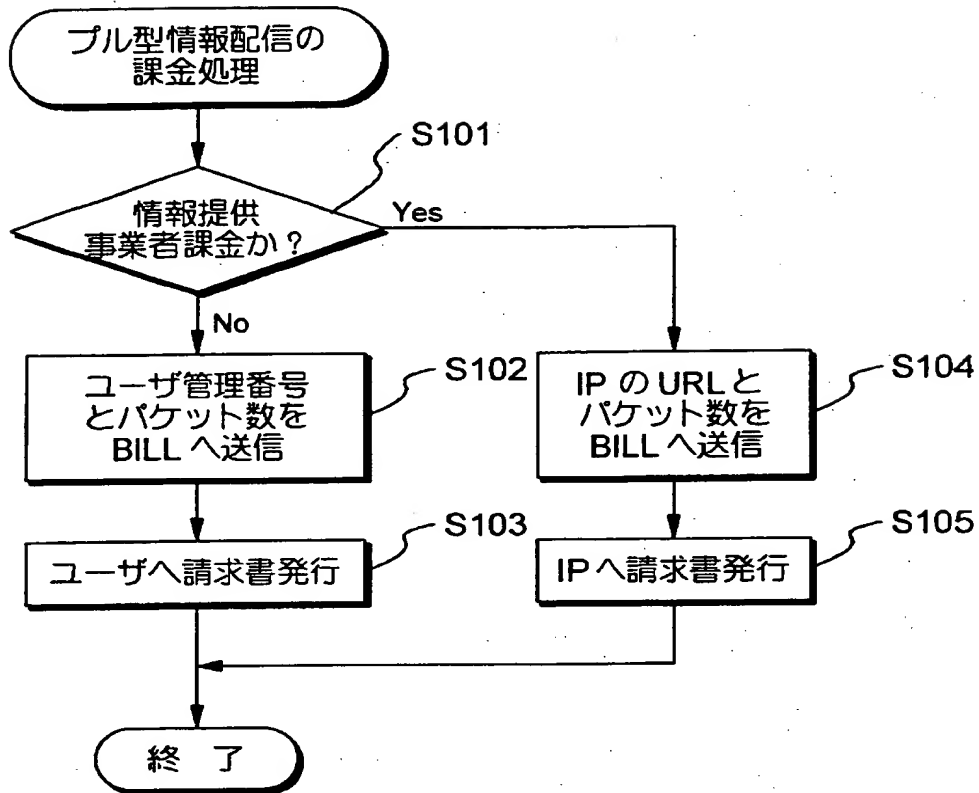 プル型情報配信の
課金処理
S101
情報提供
事業者課金か？
Yes
No
ユーザ管理番号
とパケット数を
BILLへ送信
S102
IPのURLと
パケット数を
BILLへ送信
S104
ユーザへ請求書発行
S103
IPへ請求書発行
S105
終　了